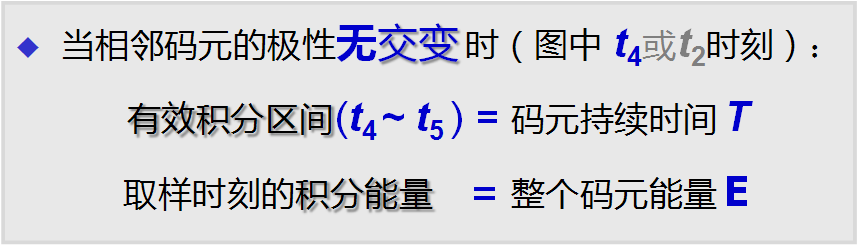 ◆ 当相邻码元的极性无交变时（图中 t4或t2时刻）：
有效积分区间(t4 ~ t5 ) = 码元持续时间 T
取样时刻的积分能量 = 整个码元能量 E